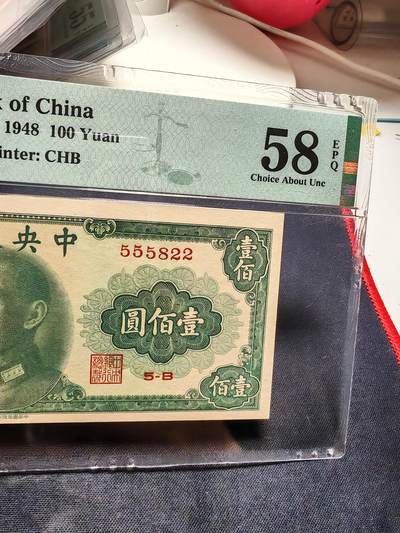 k of China
1948 100 Yuan
inter: CHB
58
EPQ
Choice About Unc
中央
壹佰
555822
圓佰壹
5-B
佰壹